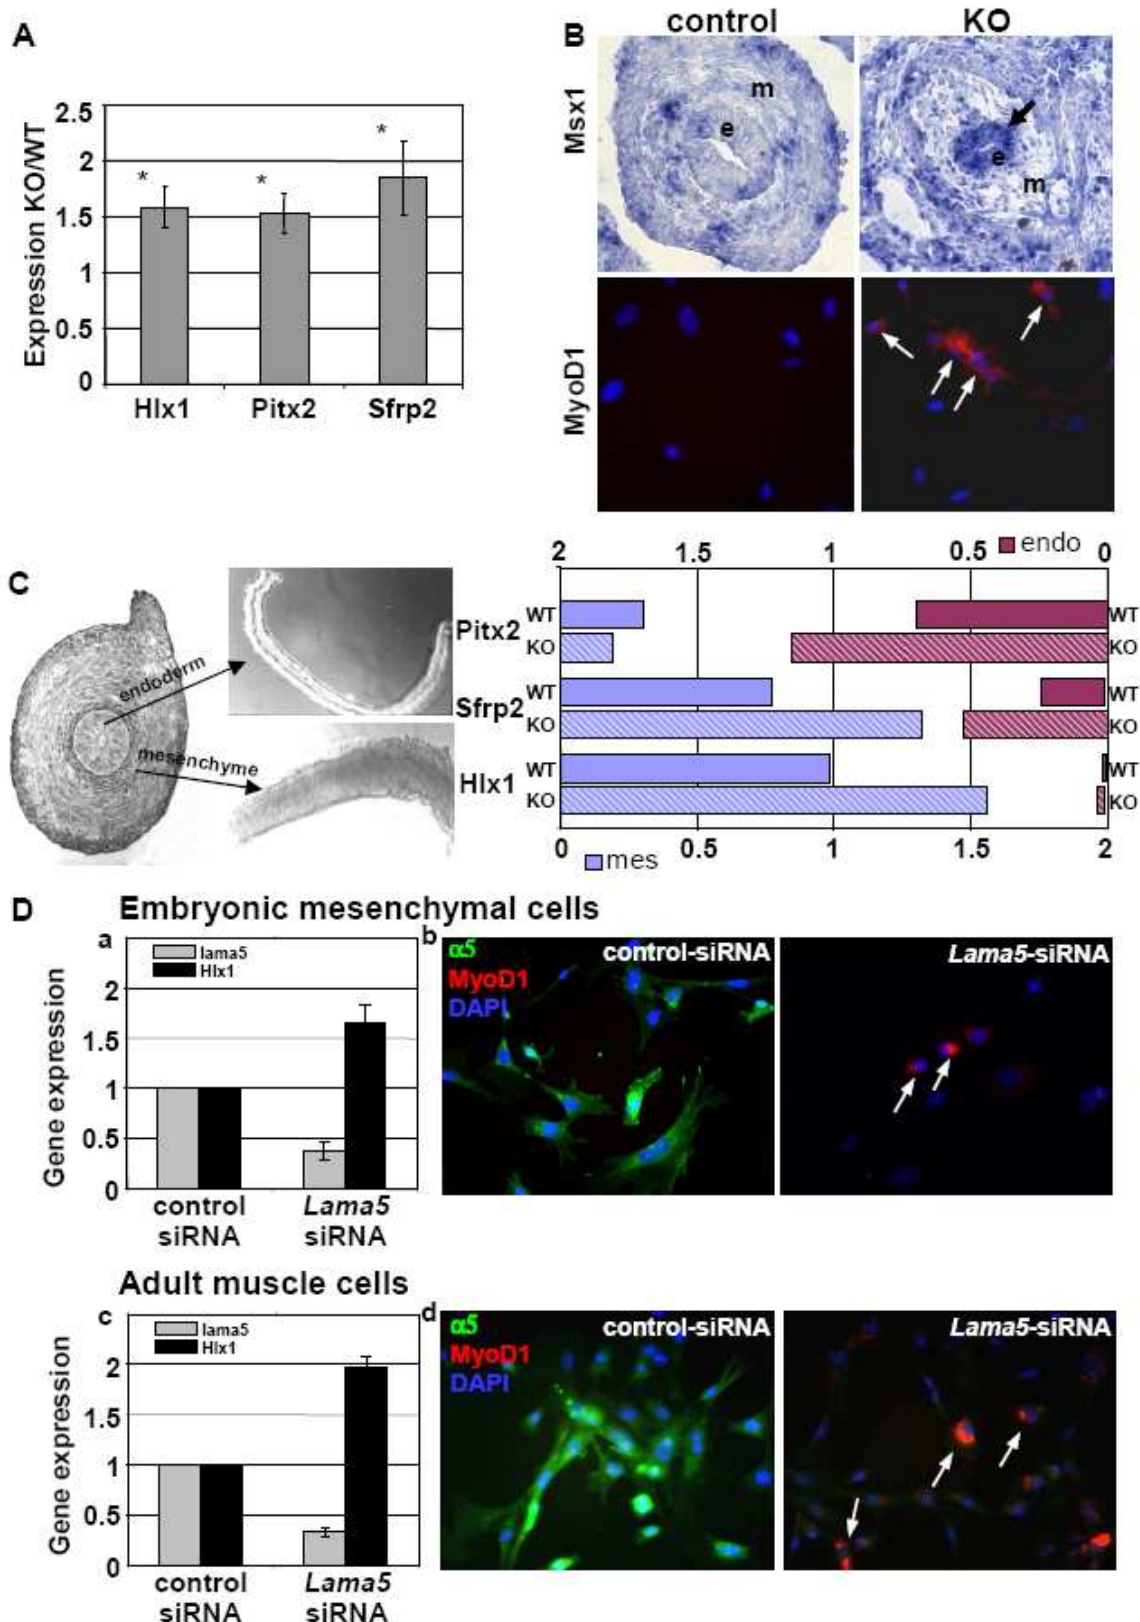 A
2.5
2
1.5
1
0.5
0
Expression KO/WT
*
*
*
Hlx1
Pitx2
Sfrp2
B
control
KO
Msx1
m
e
e
m
MyoD1
C
endoderm
mesenchyme
2
1.5
1
0.5
0
endo
Pitx2
WT
WT
KO
KO
Sfrp2
WT
WT
KO
KO
Hlx1
WT
WT
KO
KO
0
0.5
1
1.5
2
mes
D
Embryonic mesenchymal cells
a
lama5
Hlx1
2
1.5
1
0.5
0
Gene expression
control siRNA
Lama5 siRNA
b
α5
MyoD1
DAPI
control-siRNA
Lama5-siRNA
Adult muscle cells
c
lama5
Hlx1
2
1.5
1
0.5
0
Gene expression
control siRNA
Lama5 siRNA
d
α5
MyoD1
DAPI
control-siRNA
Lama5-siRNA